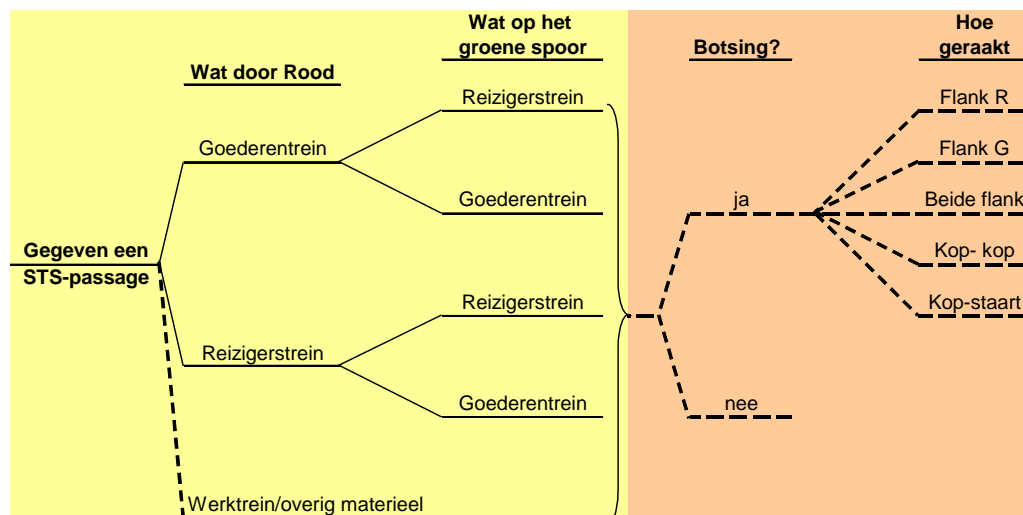 Wat op het
groene spoor
Hoe
geraakt
Botsing?
Wat door Rood
Reizigerstrein
Flank R
Goederentrein
Flank G
Goederentrein
ja
Beide flank
Gegeven een
STS-passage
Kop- kop
Reizigerstrein
Kop-staart
Reizigerstrein
Goederentrein
nee
Werktrein/overig materieel